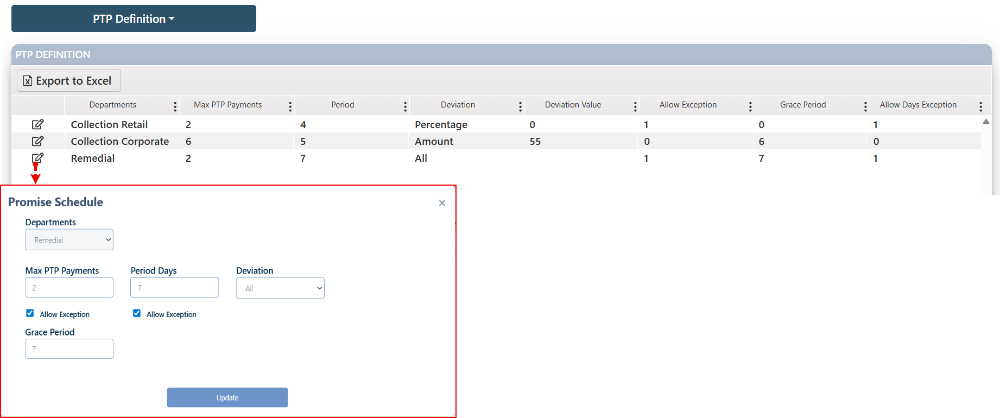 PTP Definition
PTP DEFINITION
Export to Excel
Departments Max PTP Payments Period Deviation Deviation Value Allow Exception Grace Period Allow Days Exception
Collection Retail 2 4 Percentage 0 1 0 1
Collection Corporate 6 5 Amount 55 0 6 0
Remedial 2 7 All 1 7 1
Promise Schedule
Departments
Remedial
Max PTP Payments Period Days Deviation
2 7 All
Allow Exception Allow Exception
Grace Period
7
Update